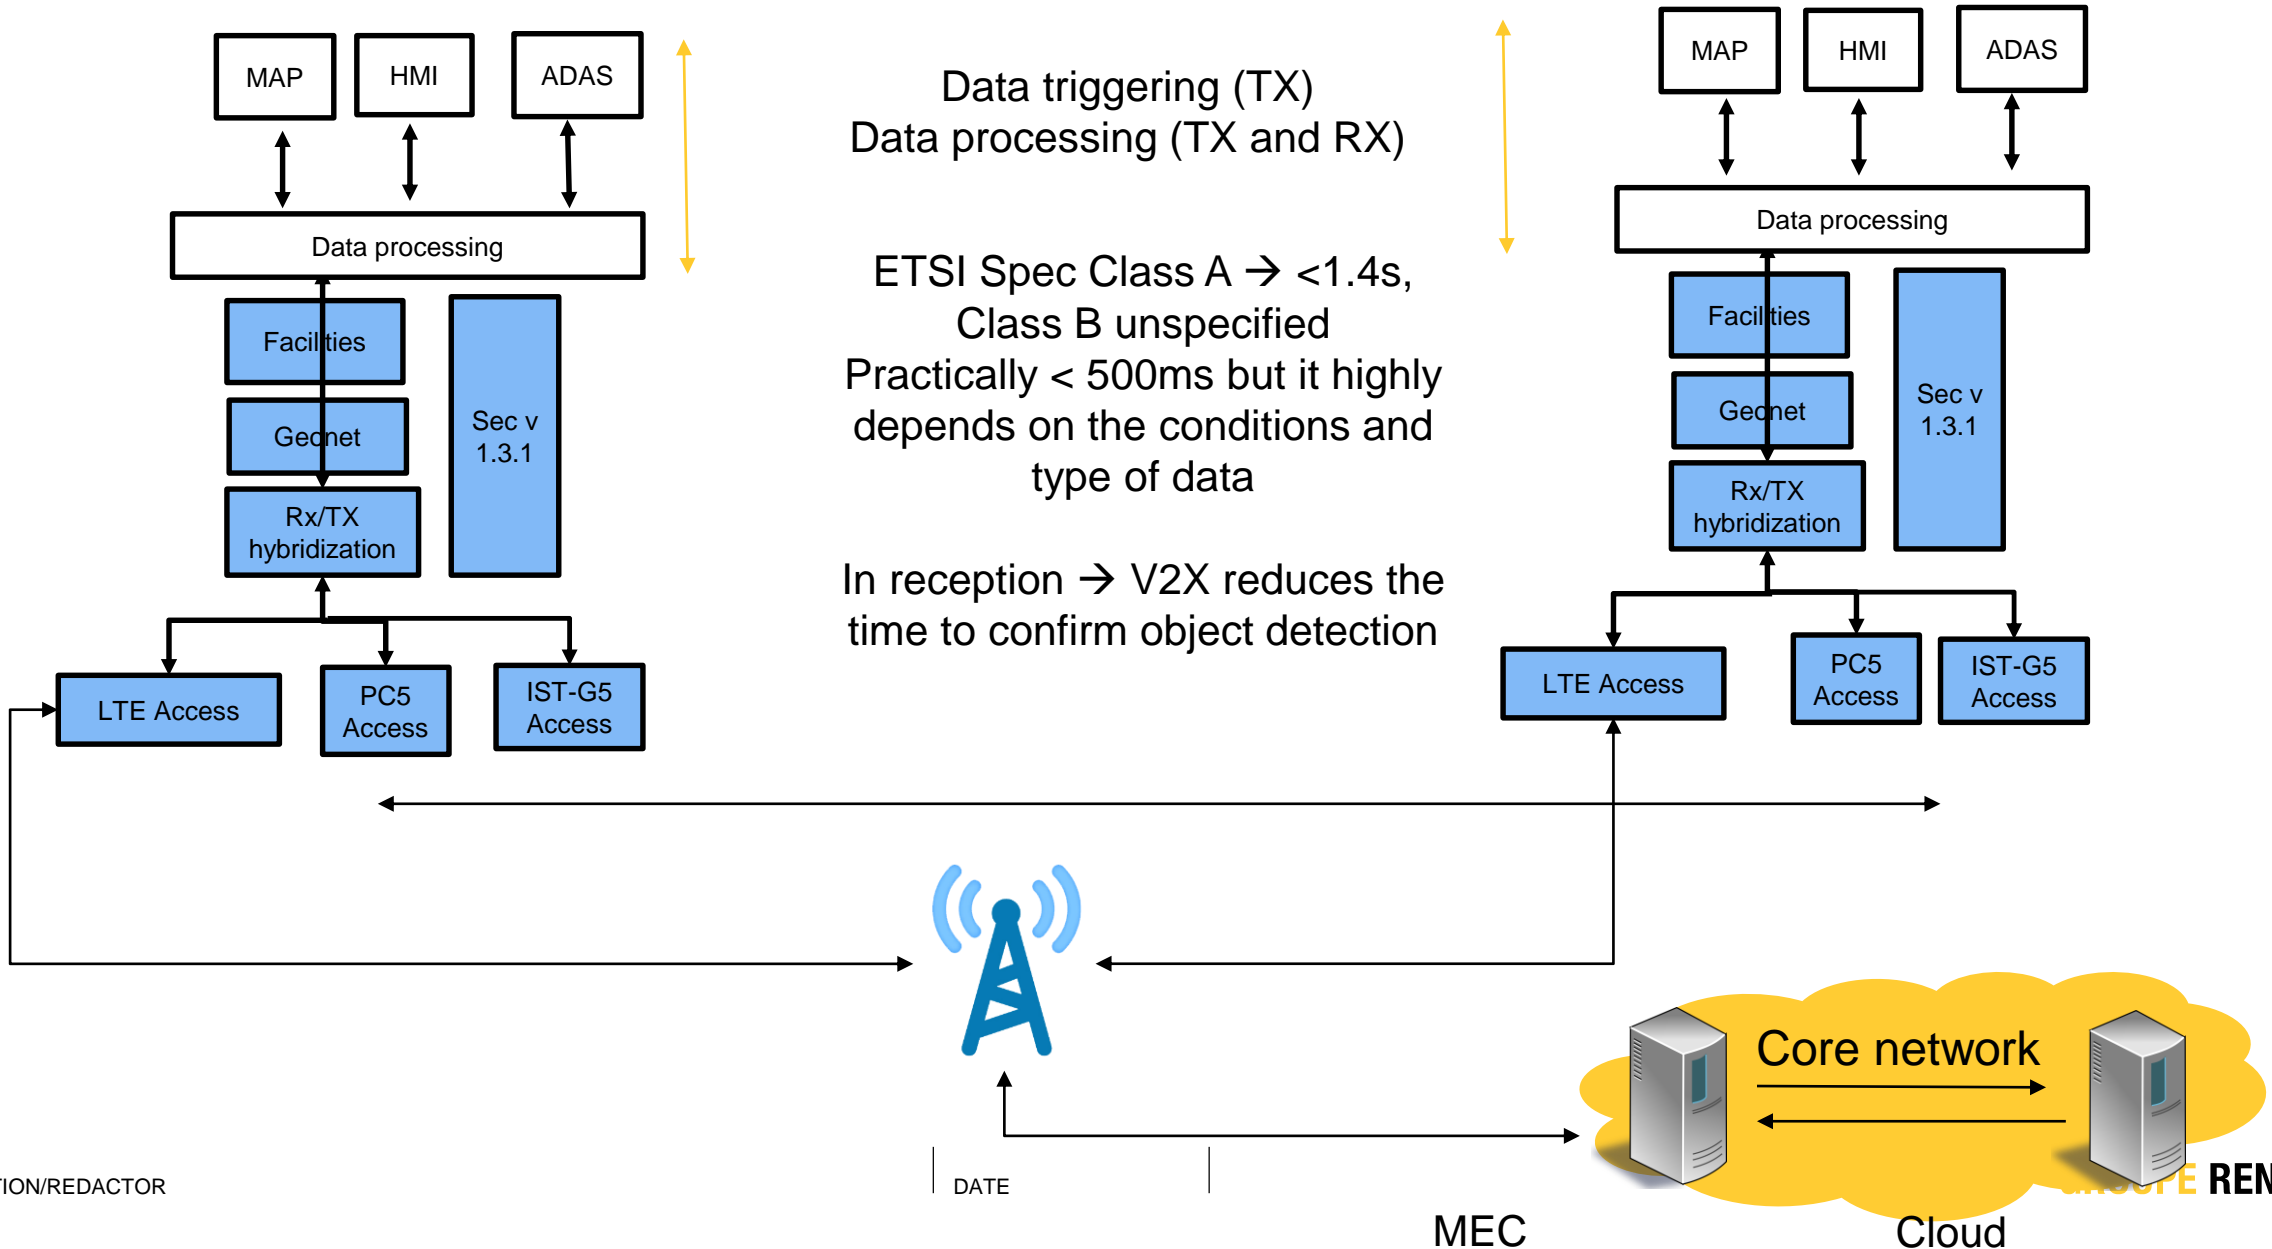 MAP
HMI
ADAS
Data processing
Facilities
Geonet
Sec v
1.3.1
Rx/TX
hybridization
LTE Access
PC5
Access
IST-G5
Access
Data triggering (TX)
Data processing (TX and RX)
ETSI Spec Class A → <1.4s,
Class B unspecified
Practically < 500ms but it highly
depends on the conditions and
type of data
In reception → V2X reduces the
time to confirm object detection
MAP
HMI
ADAS
Data processing
Facilities
Geonet
Sec v
1.3.1
Rx/TX
hybridization
LTE Access
PC5
Access
IST-G5
Access
Core network
TION/REDACTOR
DATE
GROUPE REN
MEC
Cloud